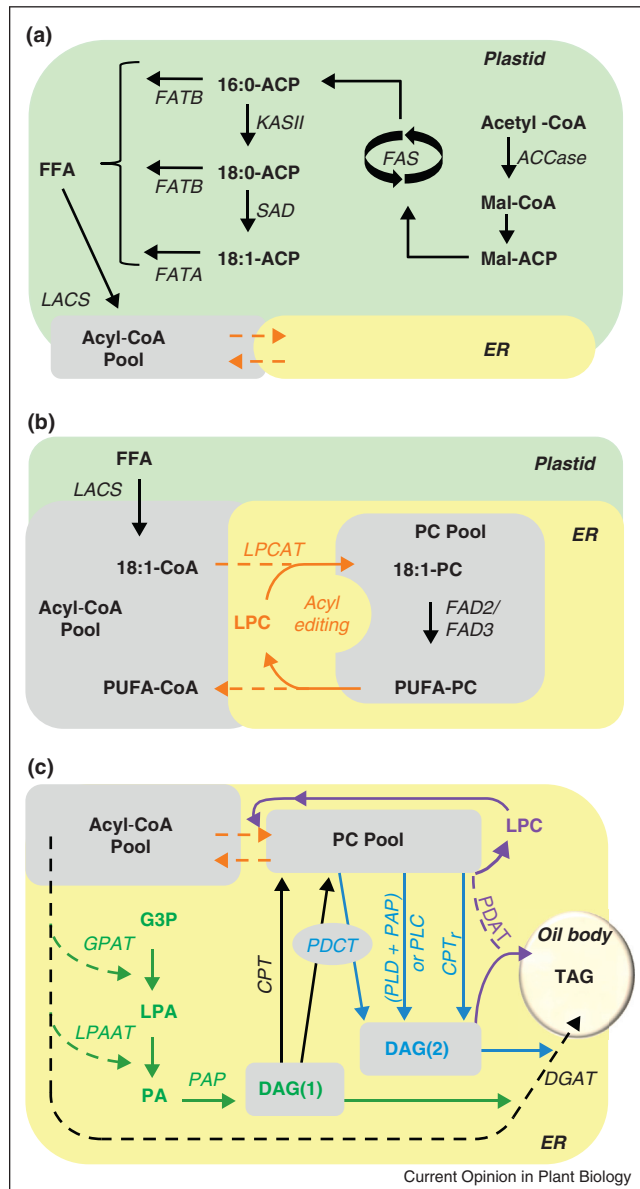 (a)
Plastid
16:0-ACP
FATB
KASII
Acetyl -CoA
ACCase
FAS
FFA
18:0-ACP
FATB
SAD
Mal-CoA
18:1-ACP
FATA
Mal-ACP
LACS
Acyl-CoA
Pool
ER
(b)
FFA
Plastid
LACS
ER
PC Pool
18:1-CoA
LPCAT
18:1-PC
Acyl-CoA
Pool
LPC
Acyl
editing
FAD2/
FAD3
PUFA-CoA
PUFA-PC
(c)
Acyl-CoA
Pool
PC Pool
LPC
G3P
GPAT
LPA
LPAAT
PA
PAP
DAG(1)
CPT
PDCT
(PLD + PAP)
or PLC
CPTr
PDAT
Oil body
TAG
DAG(2)
DGAT
ER
Current Opinion in Plant Biology